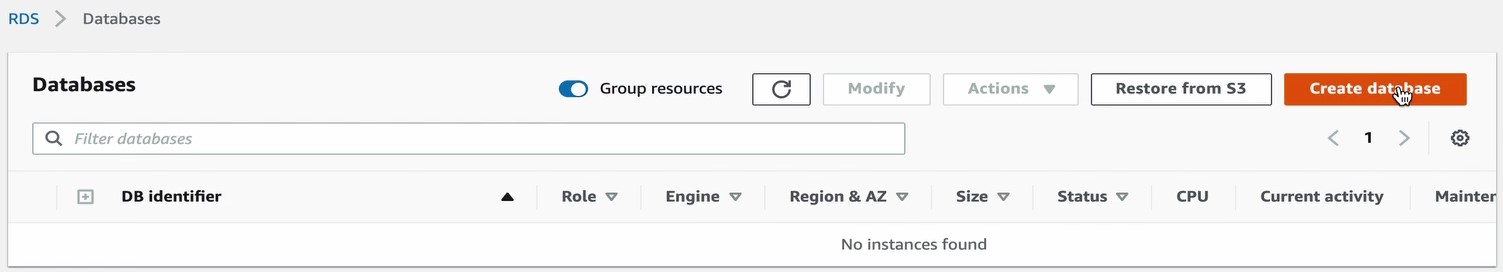 RDS > Databases
Databases Group resources Modify Actions Restore from S3 Create database
Filter databases 1
DB identifier Role Engine Region & AZ Size Status CPU Current activity Mainten
No instances found